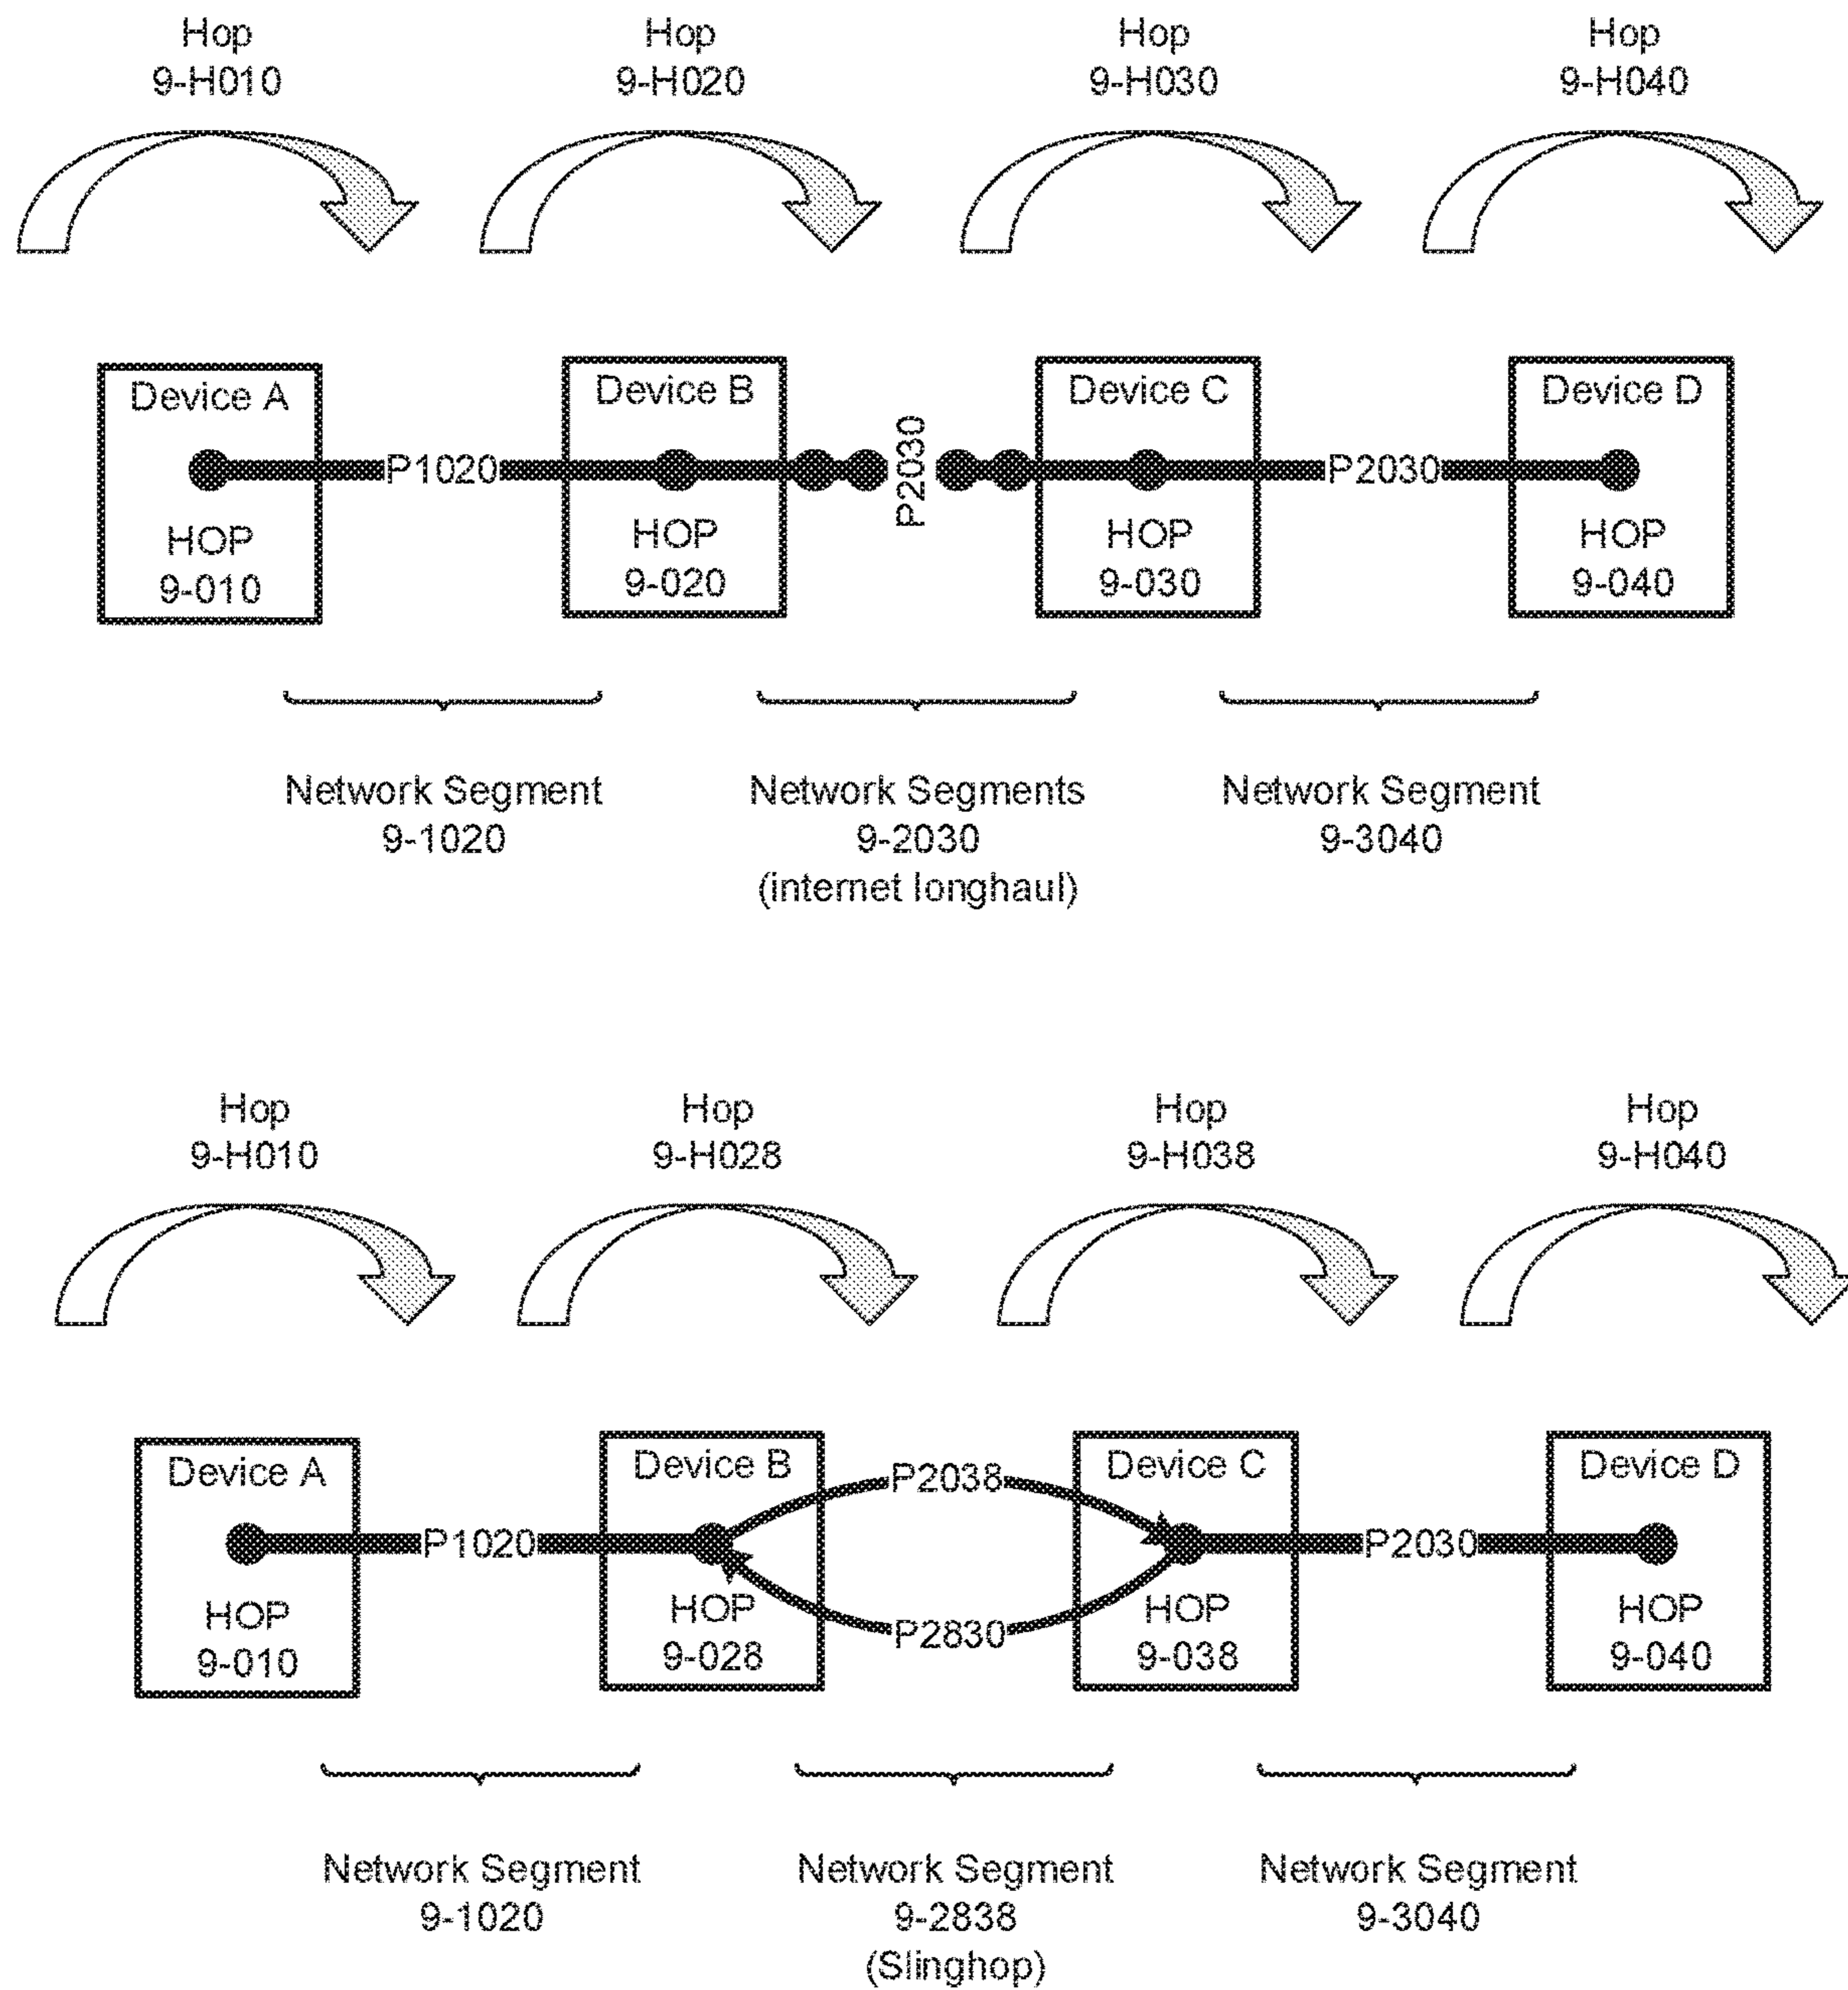 Hop
9-H010
Hop
9-H020
Hop
9-H030
Hop
9-H040
Device A
HOP
9-010
P1020
Device B
HOP
9-020
P2030
Device C
HOP
9-030
P2030
Device D
HOP
9-040
Network Segment
9-1020
Network Segments
9-2030
(internet longhaul)
Network Segment
9-3040
Hop
9-H010
Hop
9-H028
Hop
9-H038
Hop
9-H040
Device A
HOP
9-010
P1020
Device B
HOP
9-028
P2038
P2830
Device C
HOP
9-038
P2030
Device D
HOP
9-040
Network Segment
9-1020
Network Segment
9-2838
(Slinghop)
Network Segment
9-3040